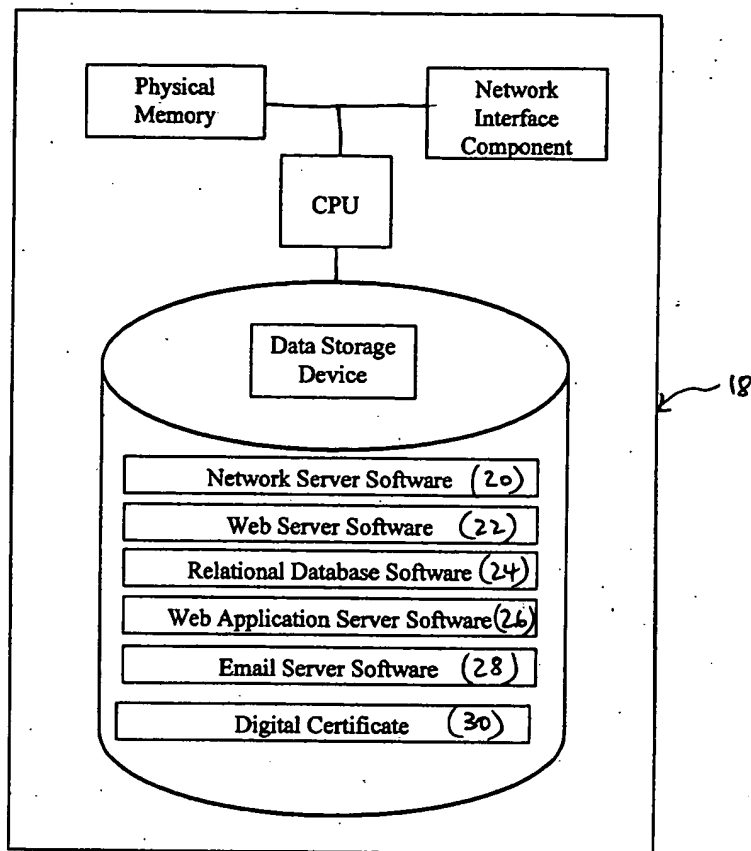 Physical
Memory
Network
Interface
Component
CPU
Data Storage
Device
18
Network Server Software (20)
Web Server Software (22)
Relational Database Software (24)
Web Application Server Software (26)
Email Server Software (28)
Digital Certificate (30)